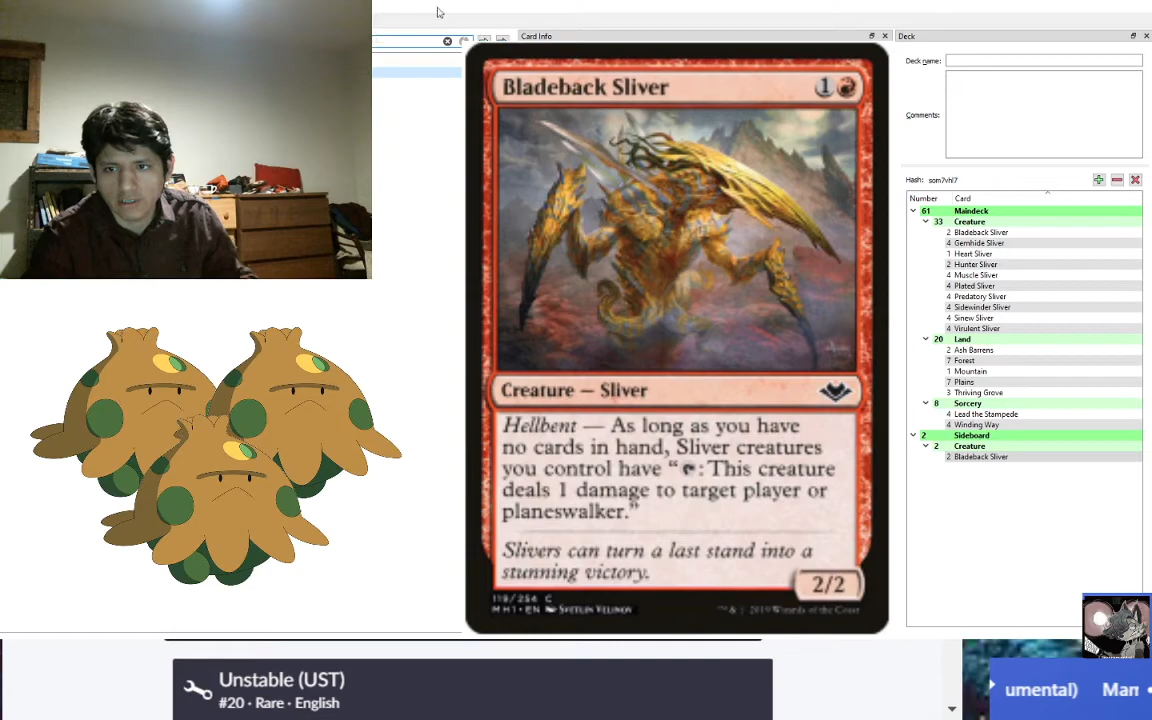 Card Info
Deck
Bladeback Sliver
1
Creature — Sliver
Hellbent — As long as you have
no cards in hand, Sliver creatures
you control have “ : This creature
deals 1 damage to target player or
planeswalker.”
Slivers can turn a last stand into a
stunning victory.
2/2
MH1 • EN
Deck name:
Comments:
Hash: som7vhl7
Number Card
61 Maindeck
33 Creature
2 Bladeback Sliver
4 Gemhide Sliver
1 Heart Sliver
2 Hunter Sliver
4 Muscle Sliver
4 Plated Sliver
4 Predatory Sliver
4 Sidewinder Sliver
4 Sinew Sliver
4 Virulent Sliver
20 Land
2 Ash Barrens
7 Forest
1 Mountain
7 Plains
3 Thriving Grove
8 Sorcery
4 Lead the Stampede
4 Winding Way
2 Sideboard
2 Creature
2 Bladeback Sliver
Unstable (UST)
#20 · Rare · English
umental)